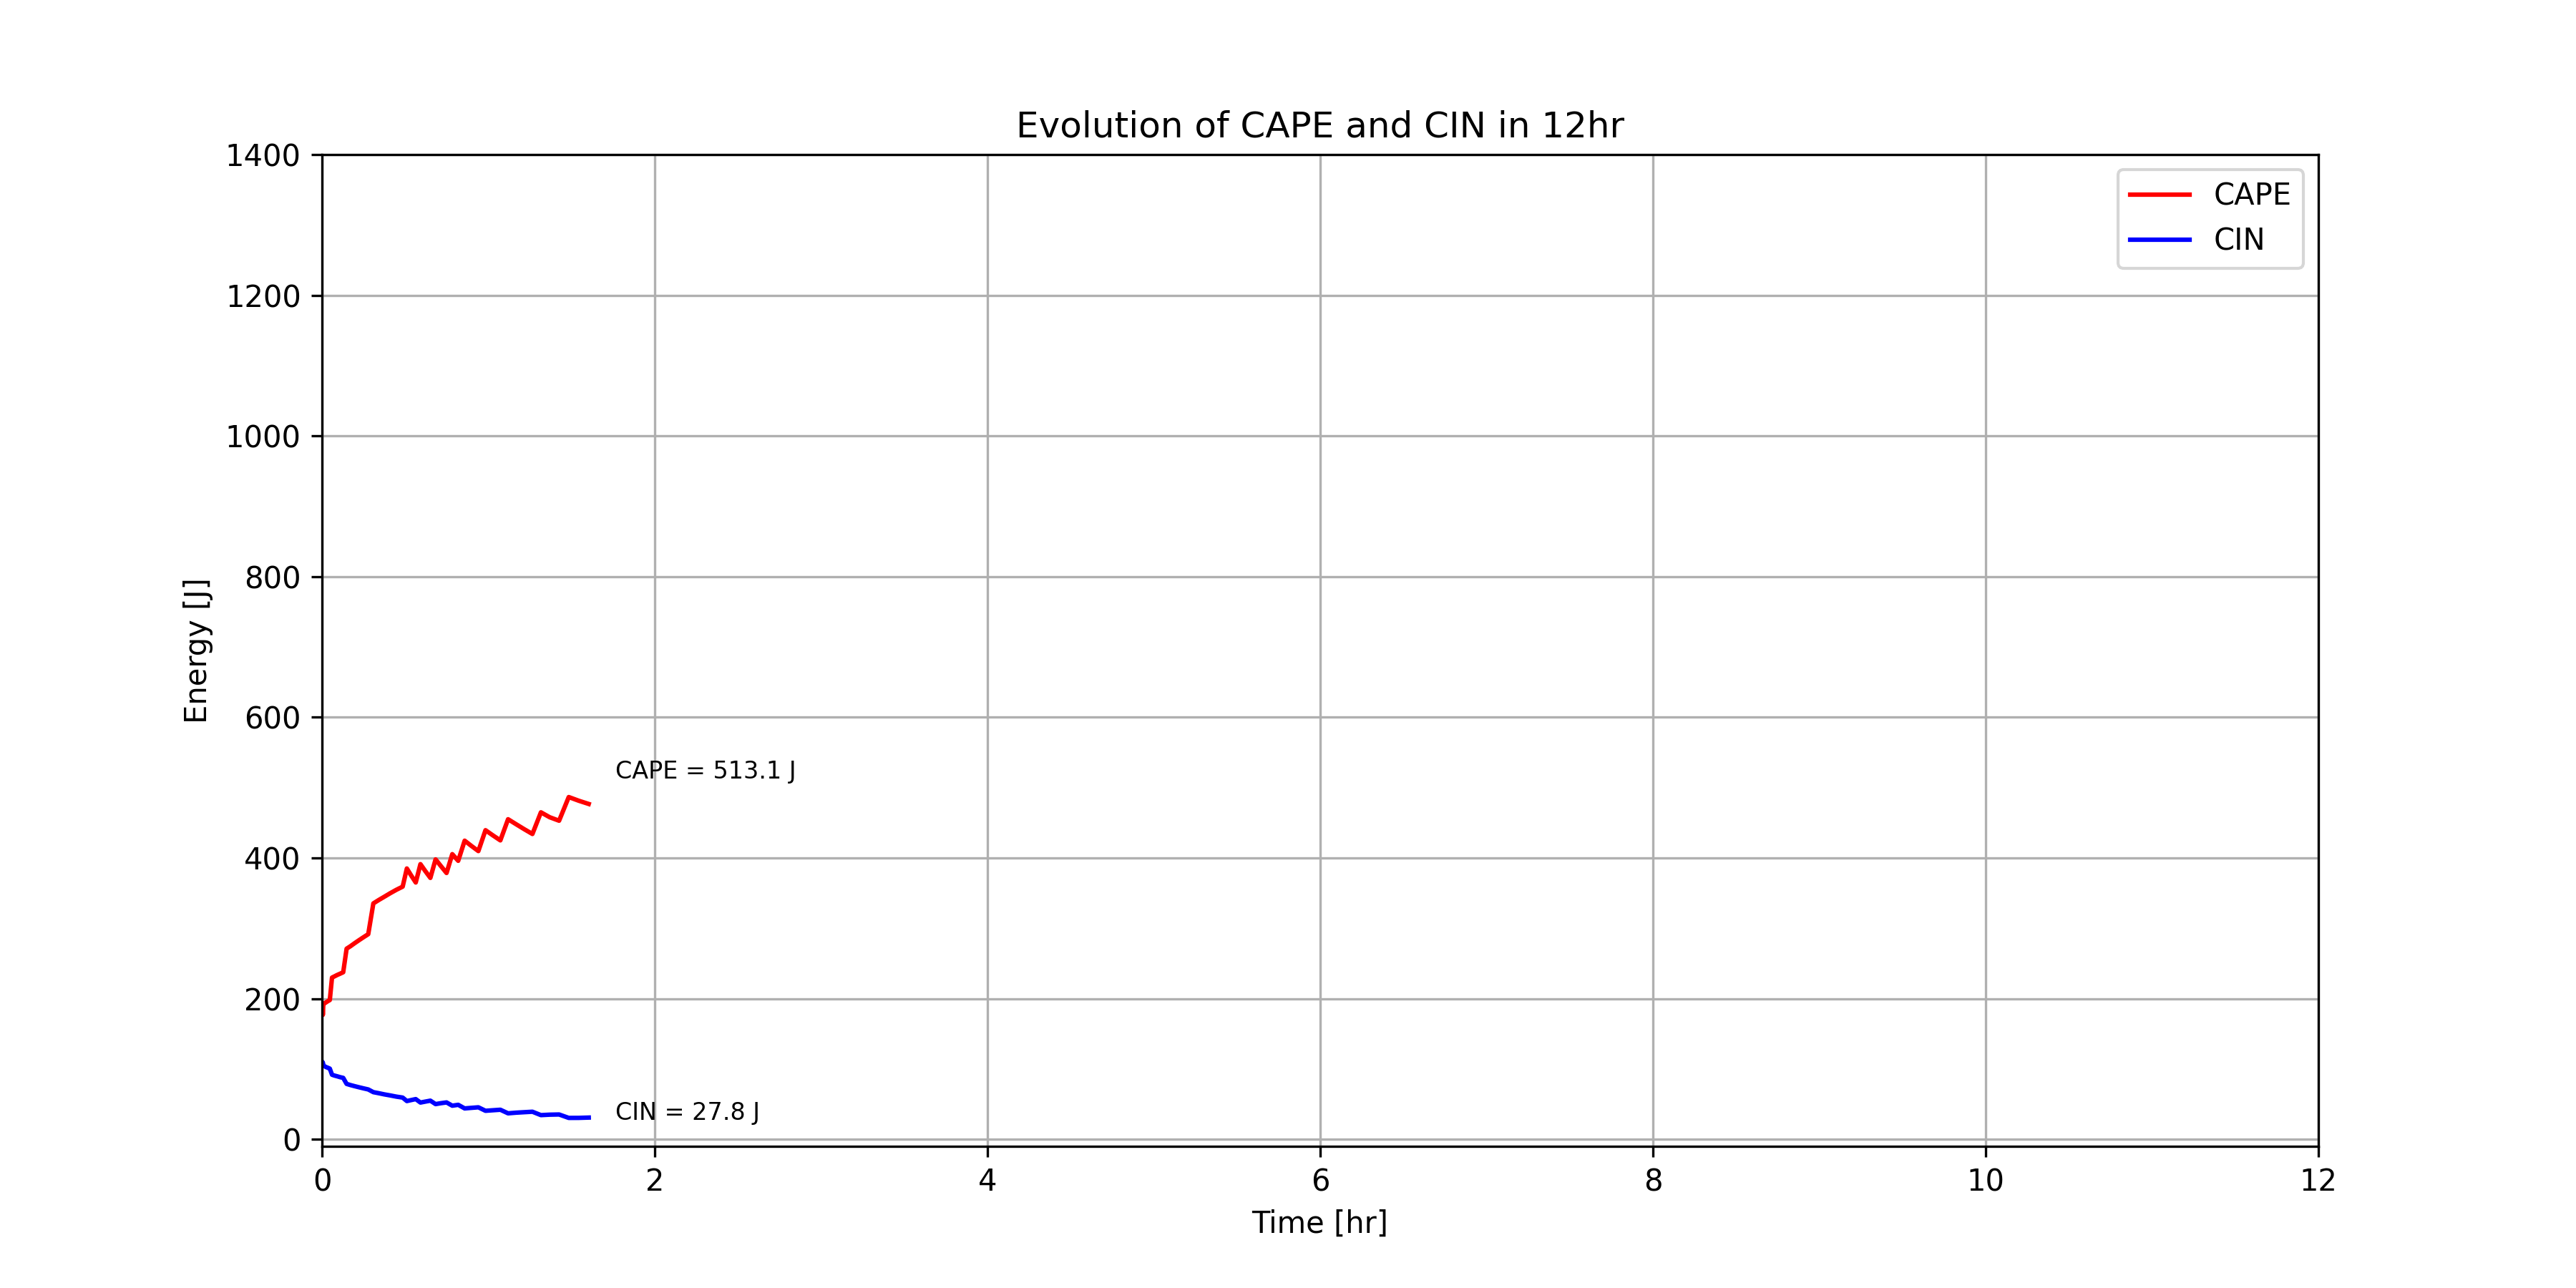 Evolution of CAPE and CIN in 12hr
1400
1200
1000
800
600
400
200
0
Energy [J]
CAPE
CIN
CAPE = 513.1 J
CIN = 27.8 J
0 2 4 6 8 10 12
Time [hr]